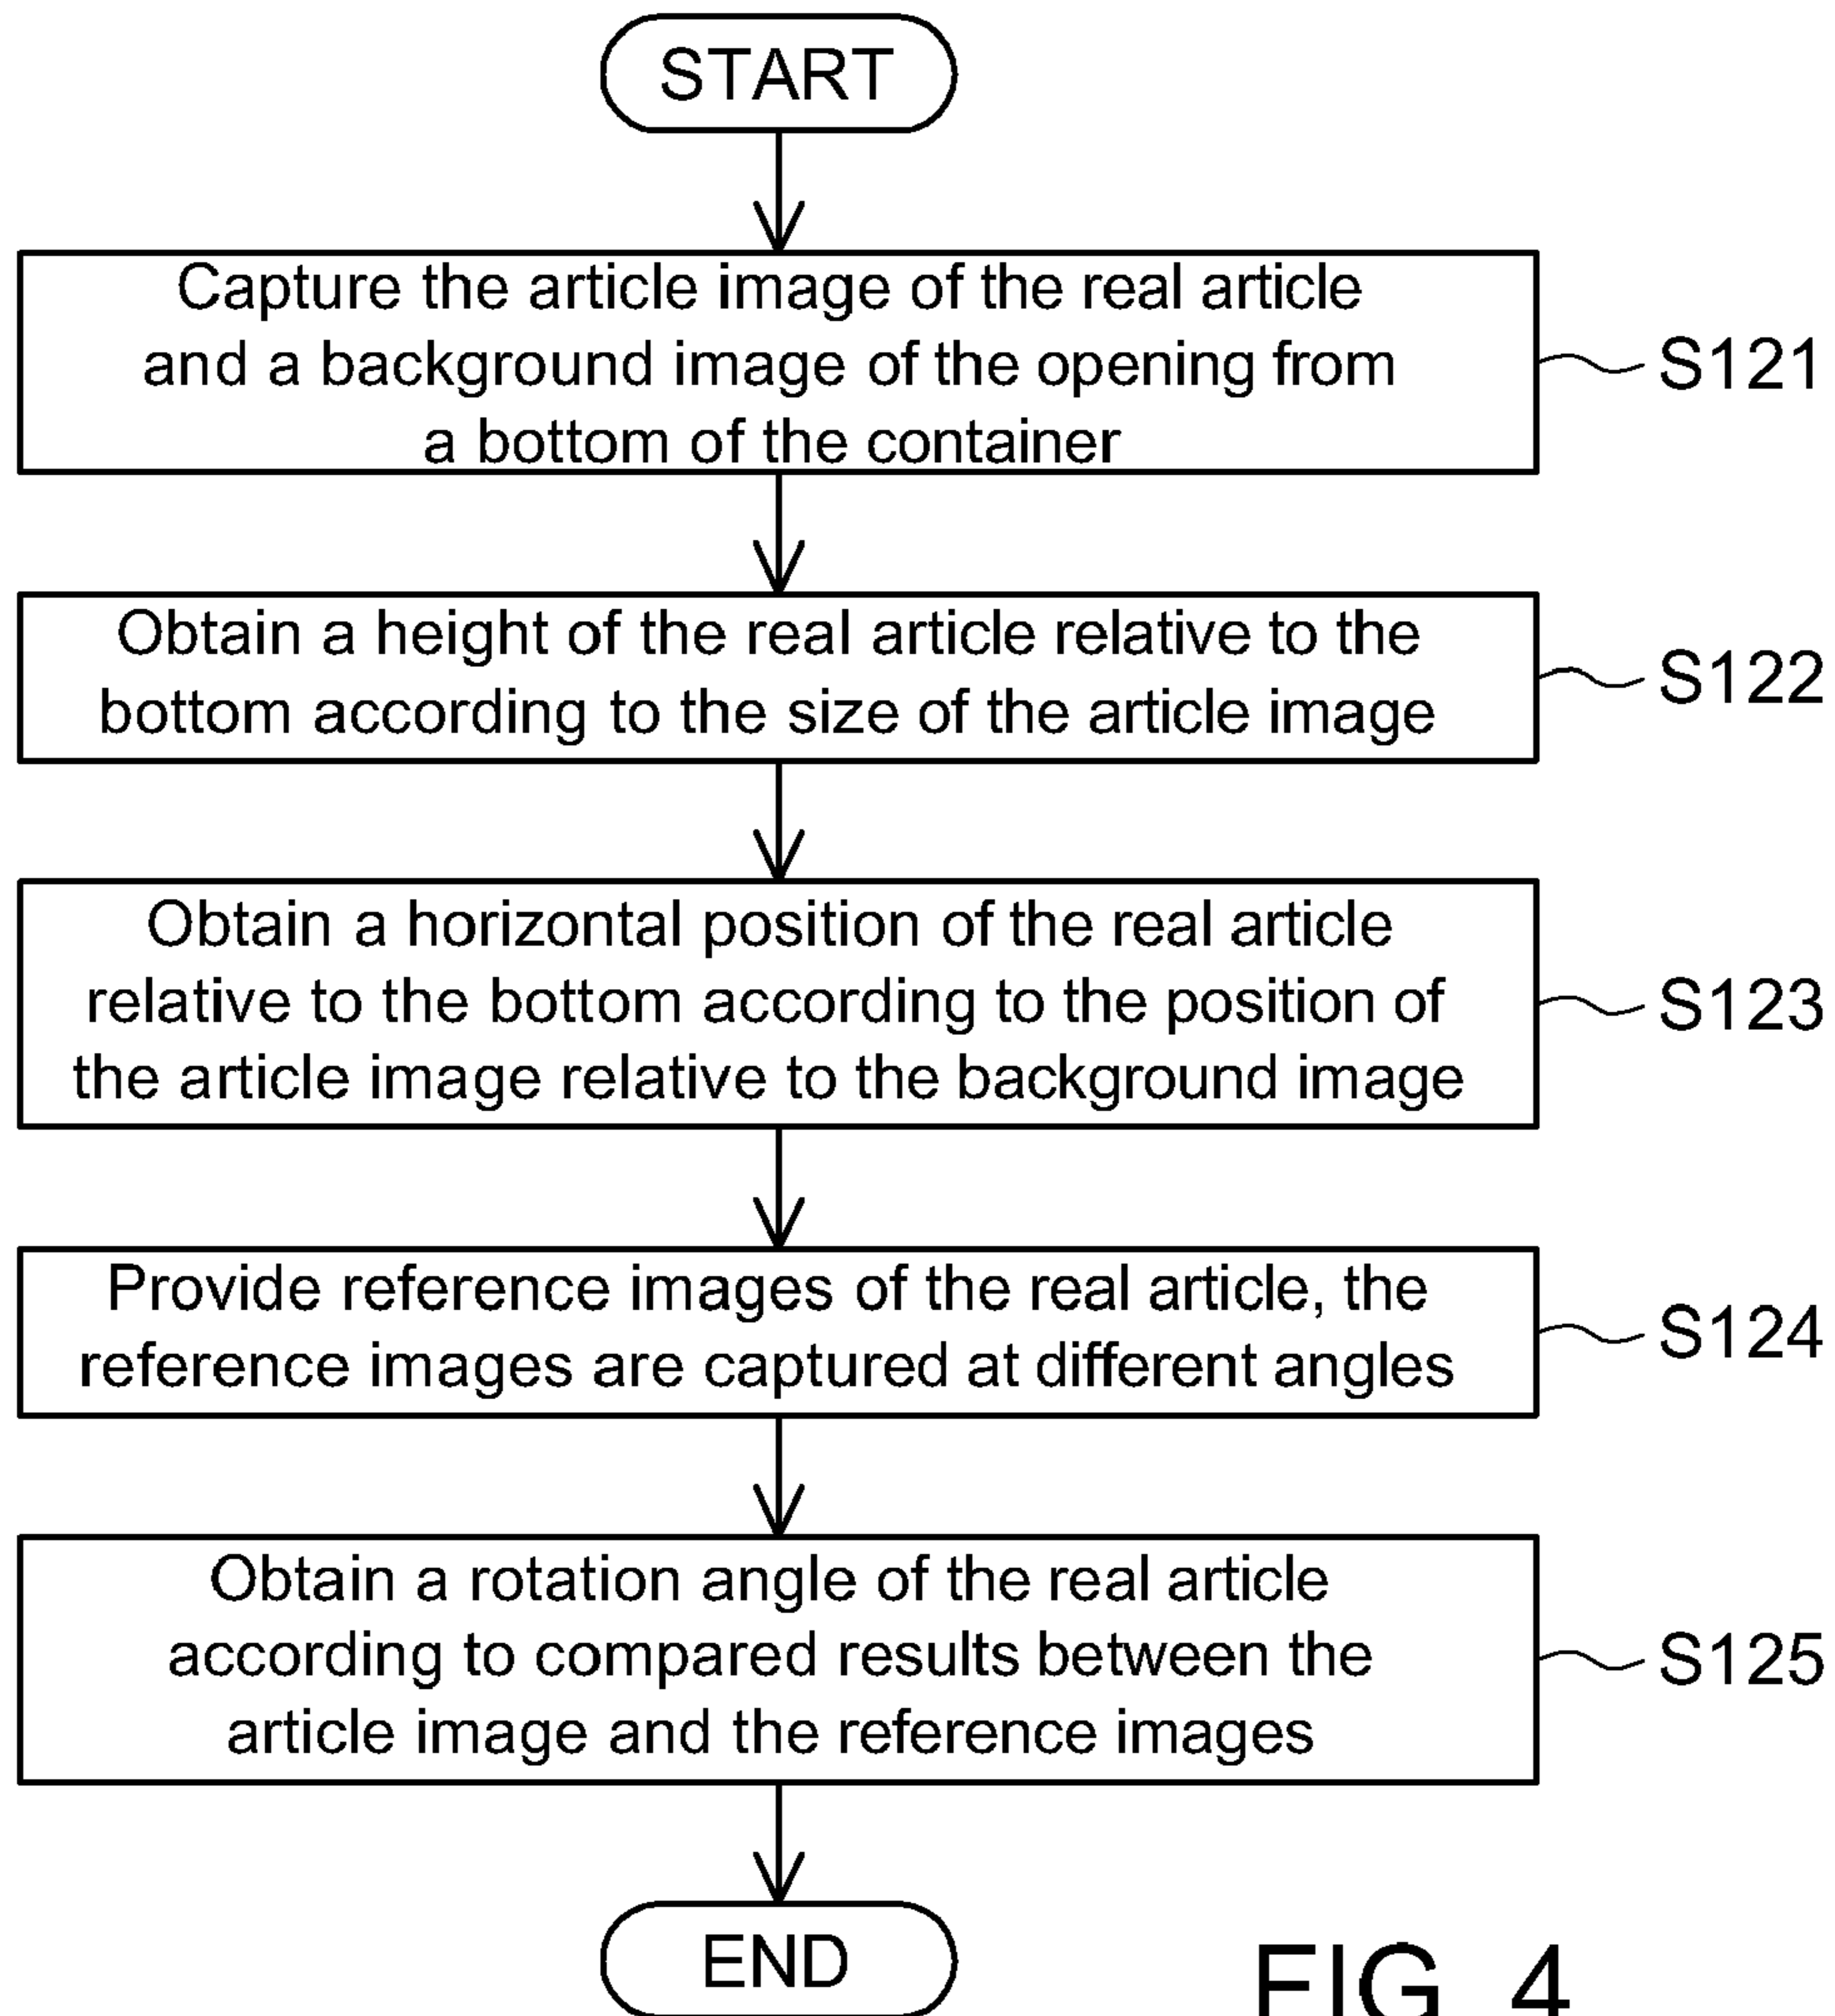 START
Capture the article image of the real article
and a background image of the opening from
a bottom of the container
S121
Obtain a height of the real article relative to the
bottom according to the size of the article image
S122
Obtain a horizontal position of the real article
relative to the bottom according to the position of
the article image relative to the background image
S123
Provide reference images of the real article, the
reference images are captured at different angles
S124
Obtain a rotation angle of the real article
according to compared results between the
article image and the reference images
S125
END
FIG. 4